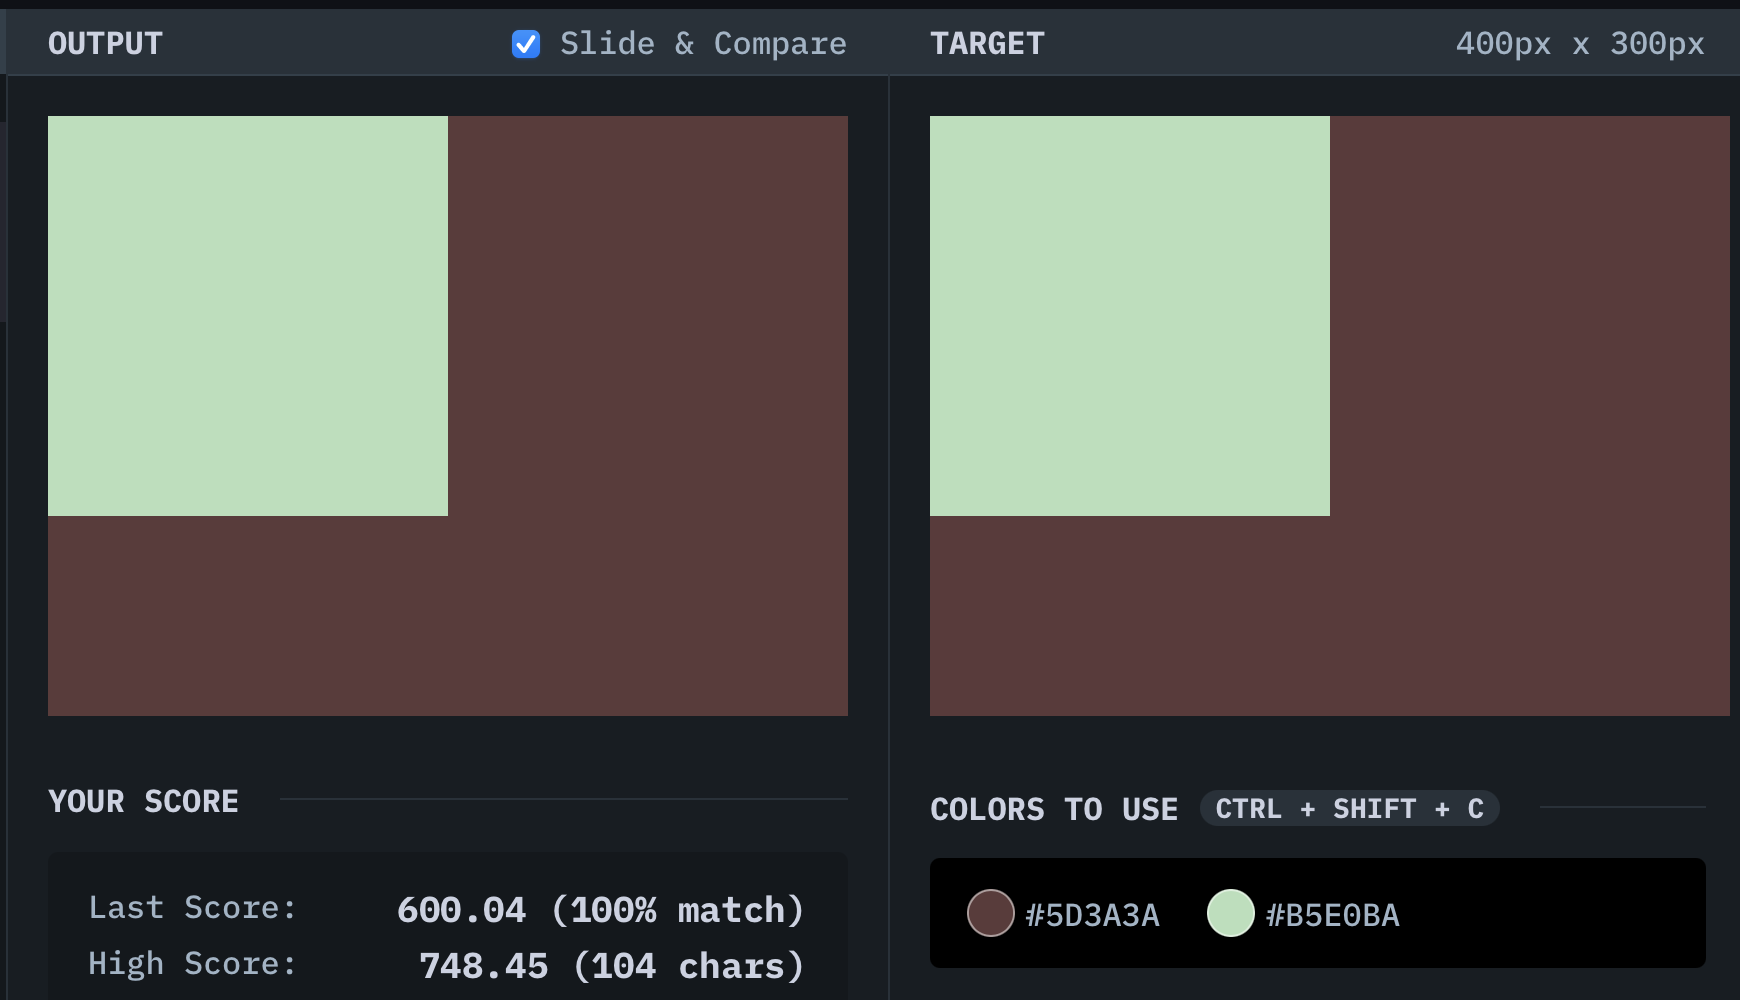 OUTPUT
Slide & Compare
TARGET
400px x 300px
YOUR SCORE
Last Score: 600.04 (100% match)
High Score: 748.45 (104 chars)
COLORS TO USE CTRL + SHIFT + C
#5D3A3A #B5E0BA